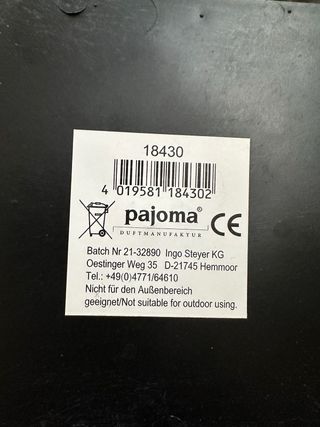 18430
4 019581 184302
pajoma®
DUFTMANUFAKTUR
CE
Batch Nr 21-32890 Ingo Steyer KG
Oestinger Weg 35 D-21745 Hemmoor
Tel.: +49(0)4771/64610
Nicht für den Außenbereich
geeignet/Not suitable for outdoor using.